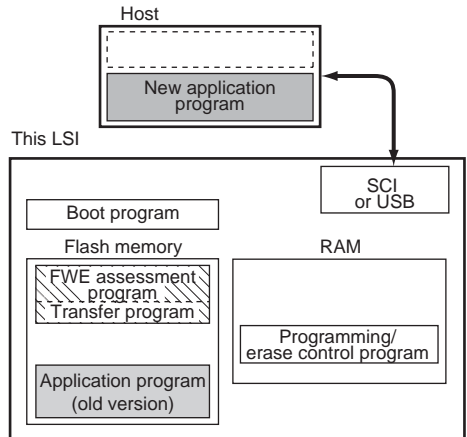 Host
New application
program
This LSI
SCI
or USB
Boot program
Flash memory
RAM
FWE assessment
program
Transfer program
Programming/
erase control program
Application program
(old version)